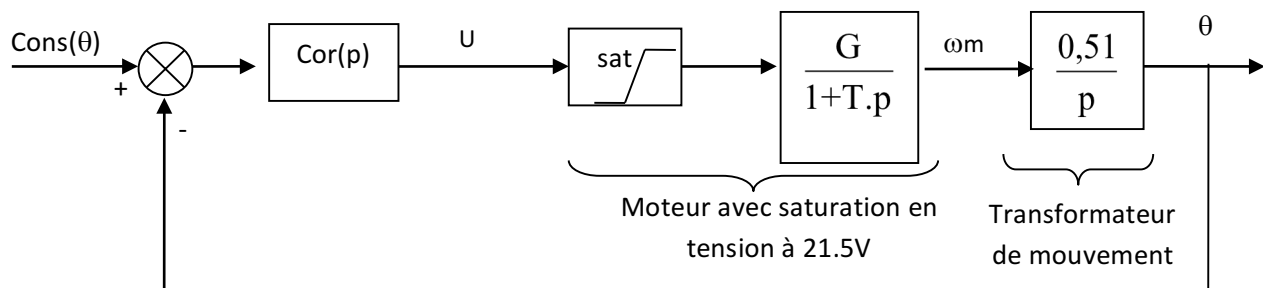 Cons(θ)
+
-
Cor(p)
U
sat
G
1+T.p
ωm
0,51
p
θ
Moteur avec saturation en
tension à 21.5V
Transformateur
de mouvement